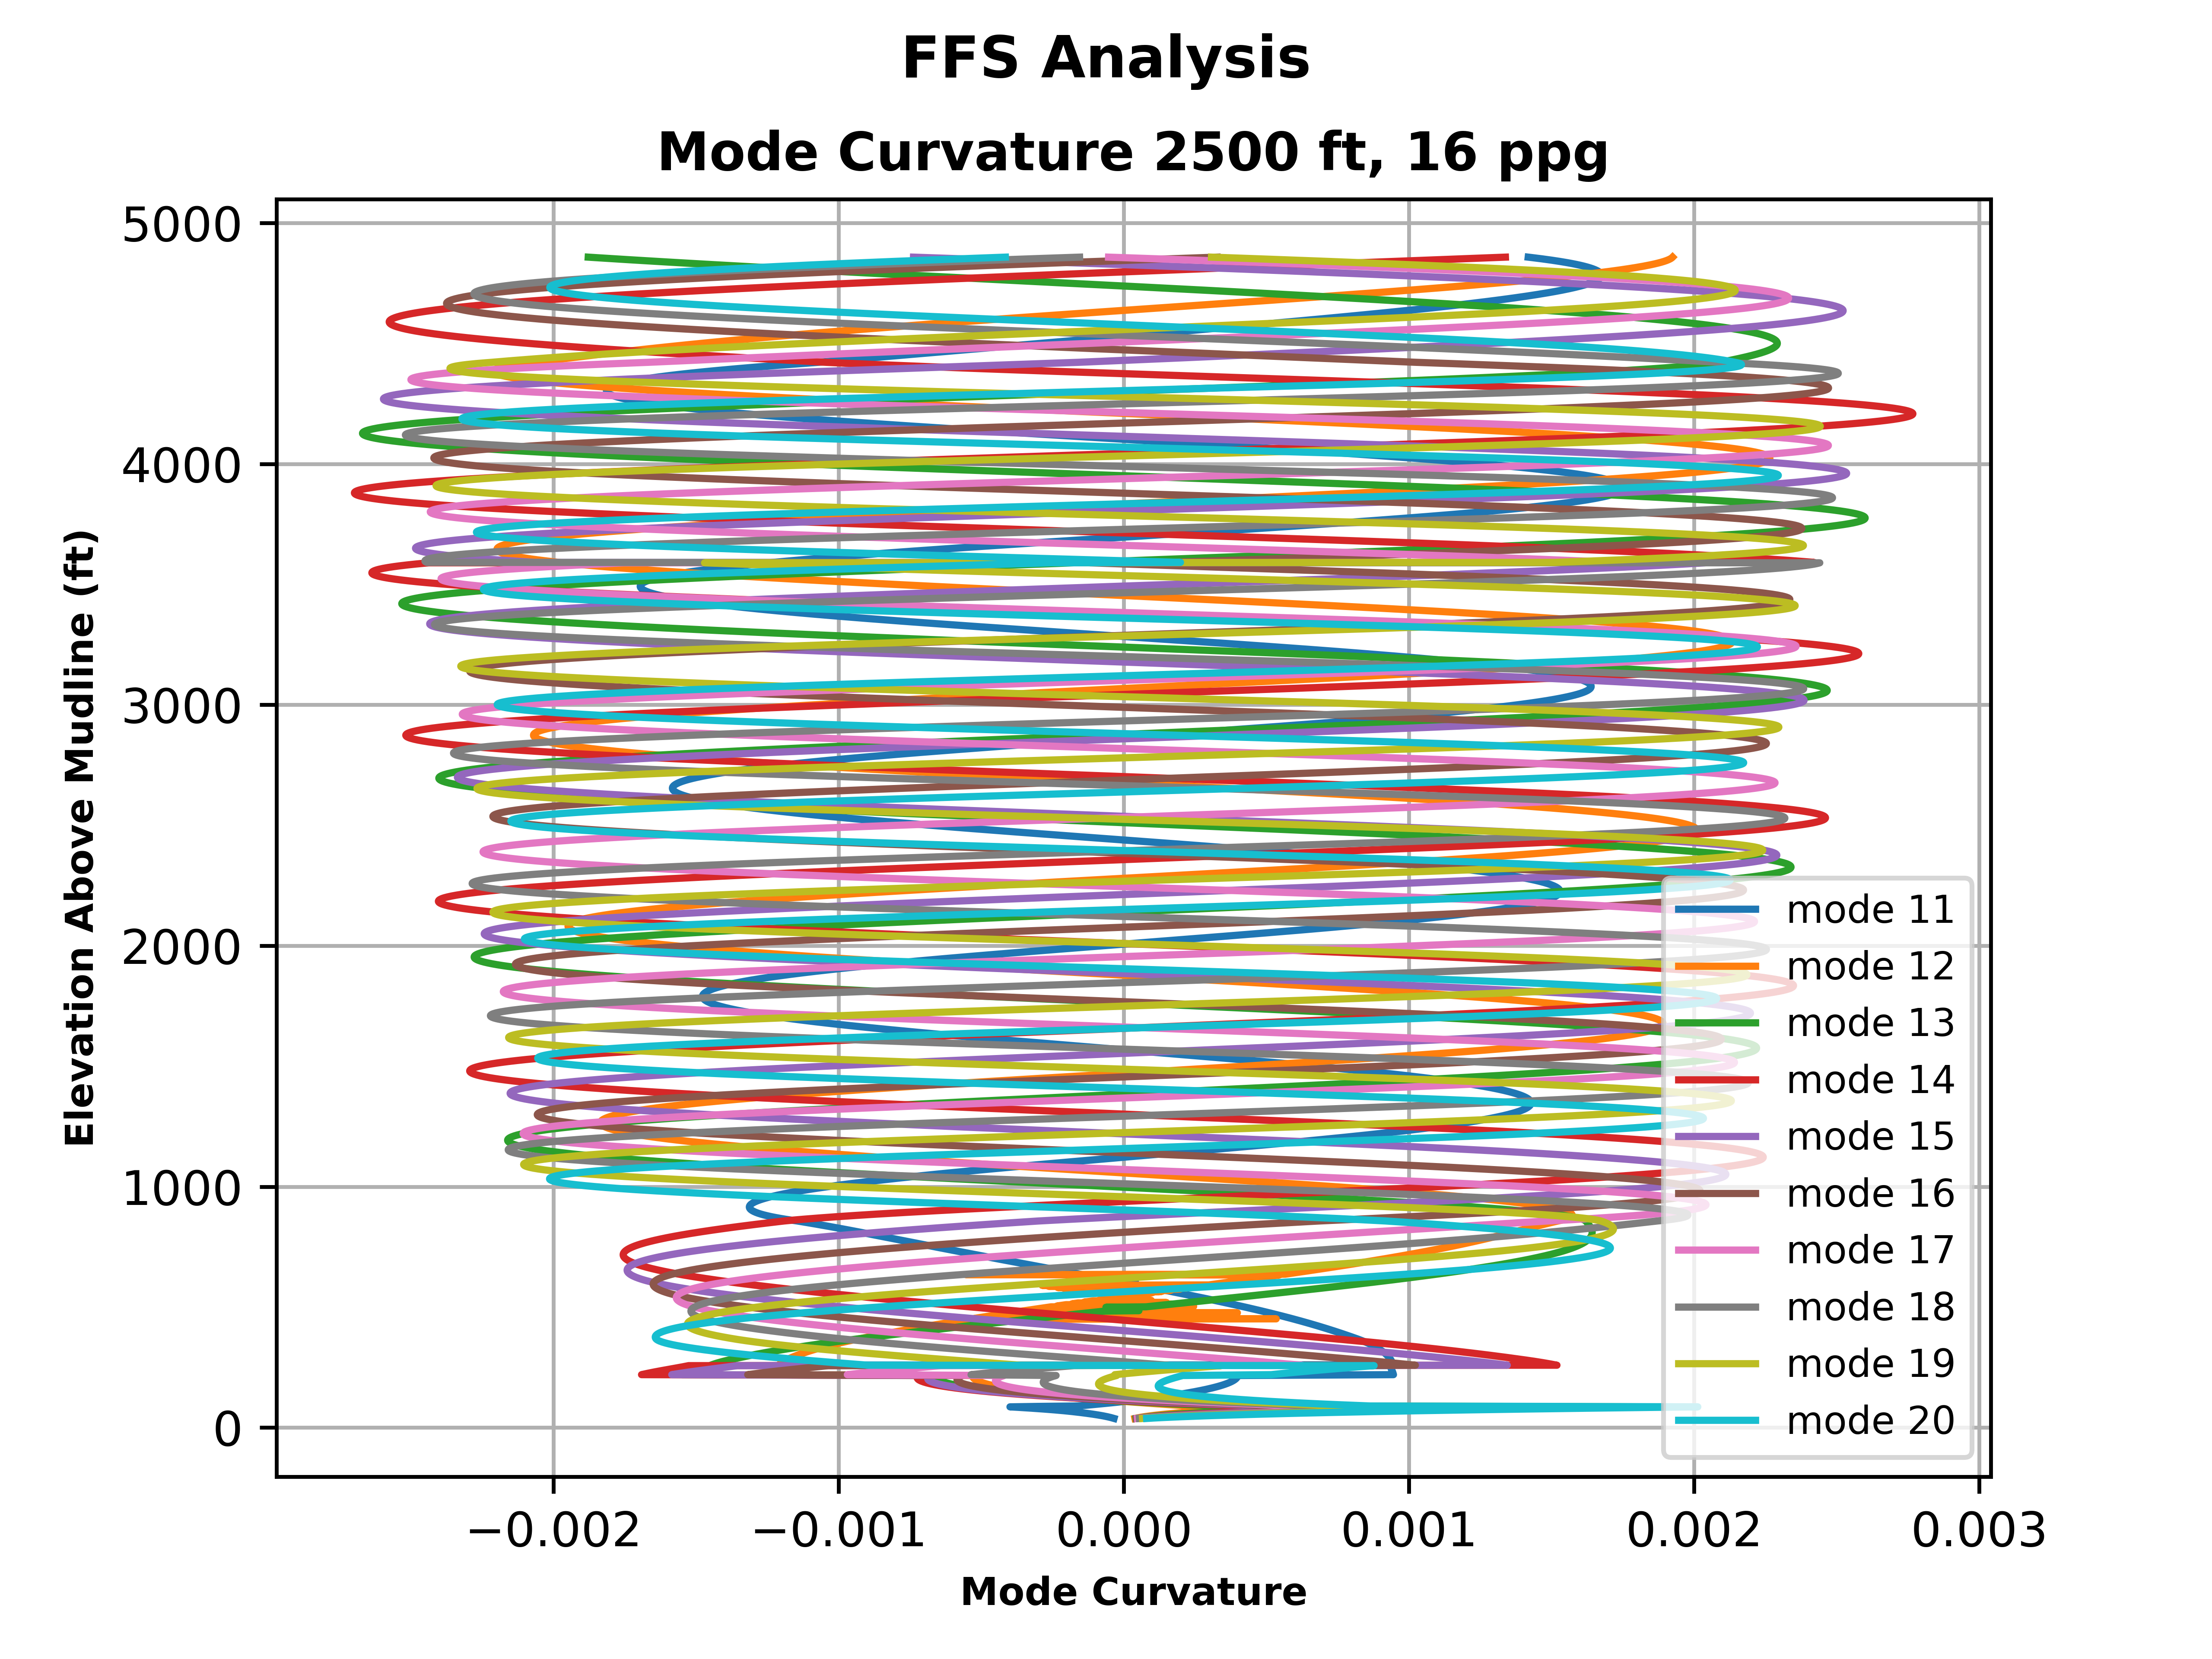 FFS Analysis
Mode Curvature 2500 ft, 16 ppg
5000
4000
3000
2000
1000
0
Elevation Above Mudline (ft)
mode 11
mode 12
mode 13
mode 14
mode 15
mode 16
mode 17
mode 18
mode 19
mode 20
−0.002 −0.001 0.000 0.001 0.002 0.003
Mode Curvature